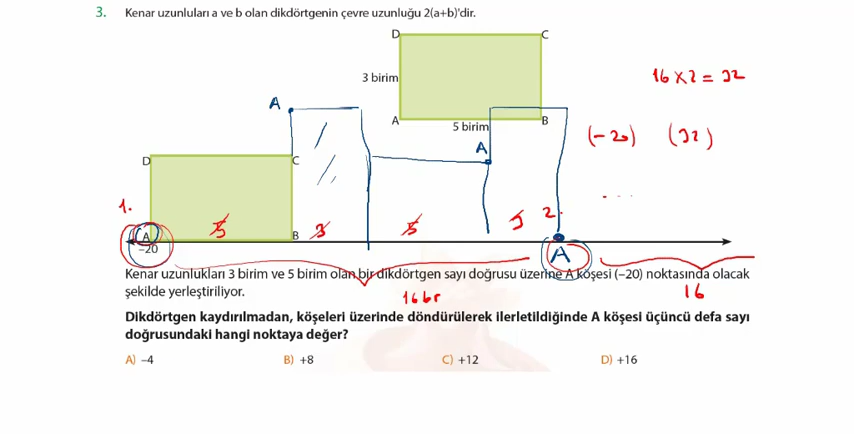 3. Kenar uzunluları a ve b olan dikdörtgenin çevre uzunluğu 2(a+b)'dir.
D C
3 birim
16 x 2 = 32
A 5 birim B
A
A
(-20) (32)
D C
1.
5 3 5 3 2.
A B
-20
A
Kenar uzunlukları 3 birim ve 5 birim olan bir dikdörtgen sayı doğrusu üzerine A köşesi (–20) noktasında olacak
şekilde yerleştiriliyor.
16 br 16
Dikdörtgen kaydırılmadan, köşeleri üzerinde döndürülerek ilerletildiğinde A köşesi üçüncü defa sayı
doğrusundaki hangi noktaya değer?
A) –4 B) +8 C) +12 D) +16